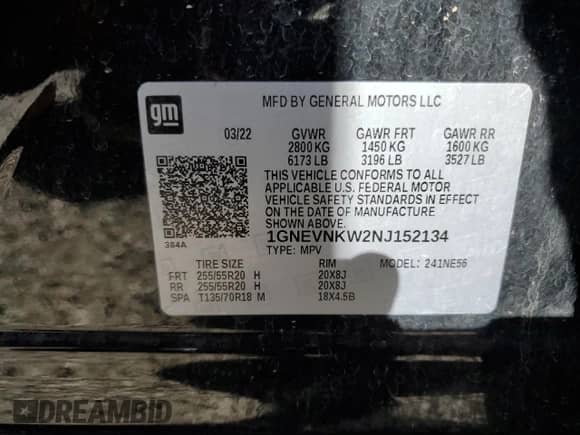 gm
MFD BY GENERAL MOTORS LLC
03/22 GVWR GAWR FRT GAWR RR
2800 KG 1450 KG 1600 KG
6173 LB 3196 LB 3527 LB
THIS VEHICLE CONFORMS TO ALL
APPLICABLE U.S. FEDERAL MOTOR
VEHICLE SAFETY STANDARDS IN EFFECT
ON THE DATE OF MANUFACTURE
SHOWN ABOVE.
1GNEVNKW2NJ152134
384A TYPE: MPV
TIRE SIZE RIM MODEL: 241NE56
FRT 255/55R20 H 20X8J
RR 255/55R20 H 20X8J
SPA T135/70R18 M 18X4.5B
DREAMBID